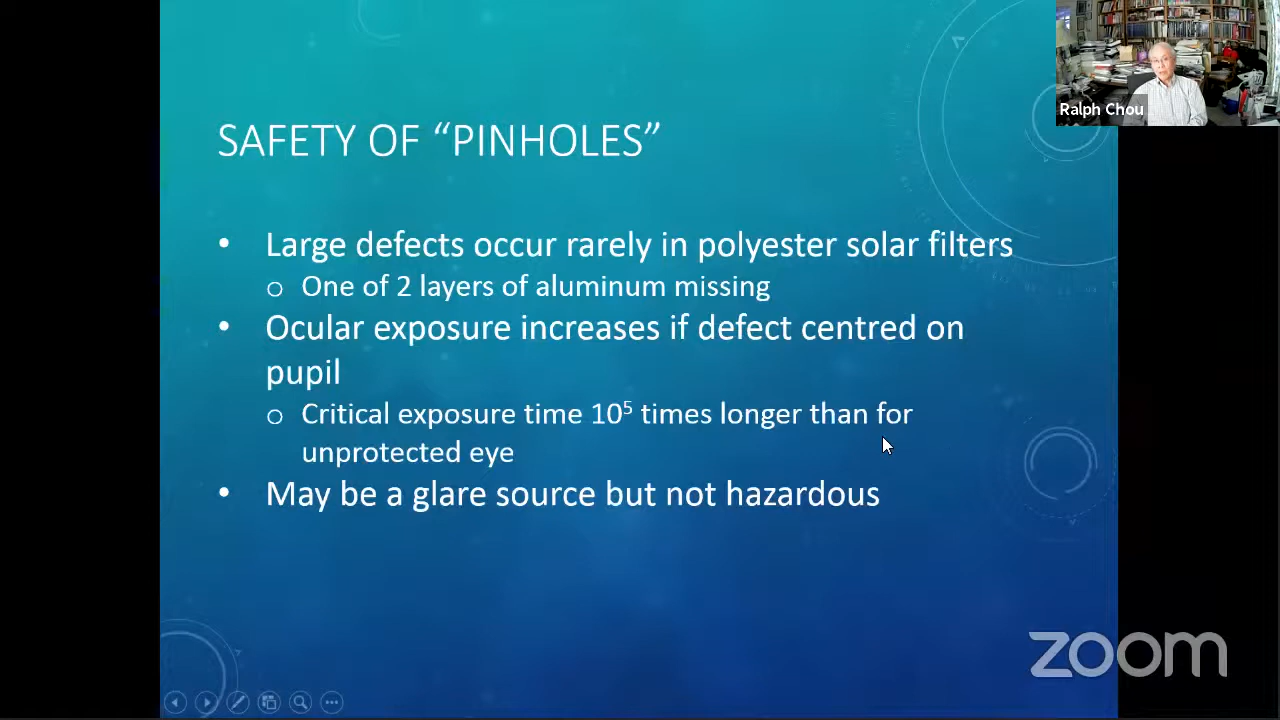 Ralph Chou
SAFETY OF “PINHOLES”
• Large defects occur rarely in polyester solar filters
o One of 2 layers of aluminum missing
• Ocular exposure increases if defect centred on
pupil
o Critical exposure time 10⁵ times longer than for
unprotected eye
• May be a glare source but not hazardous
zoom